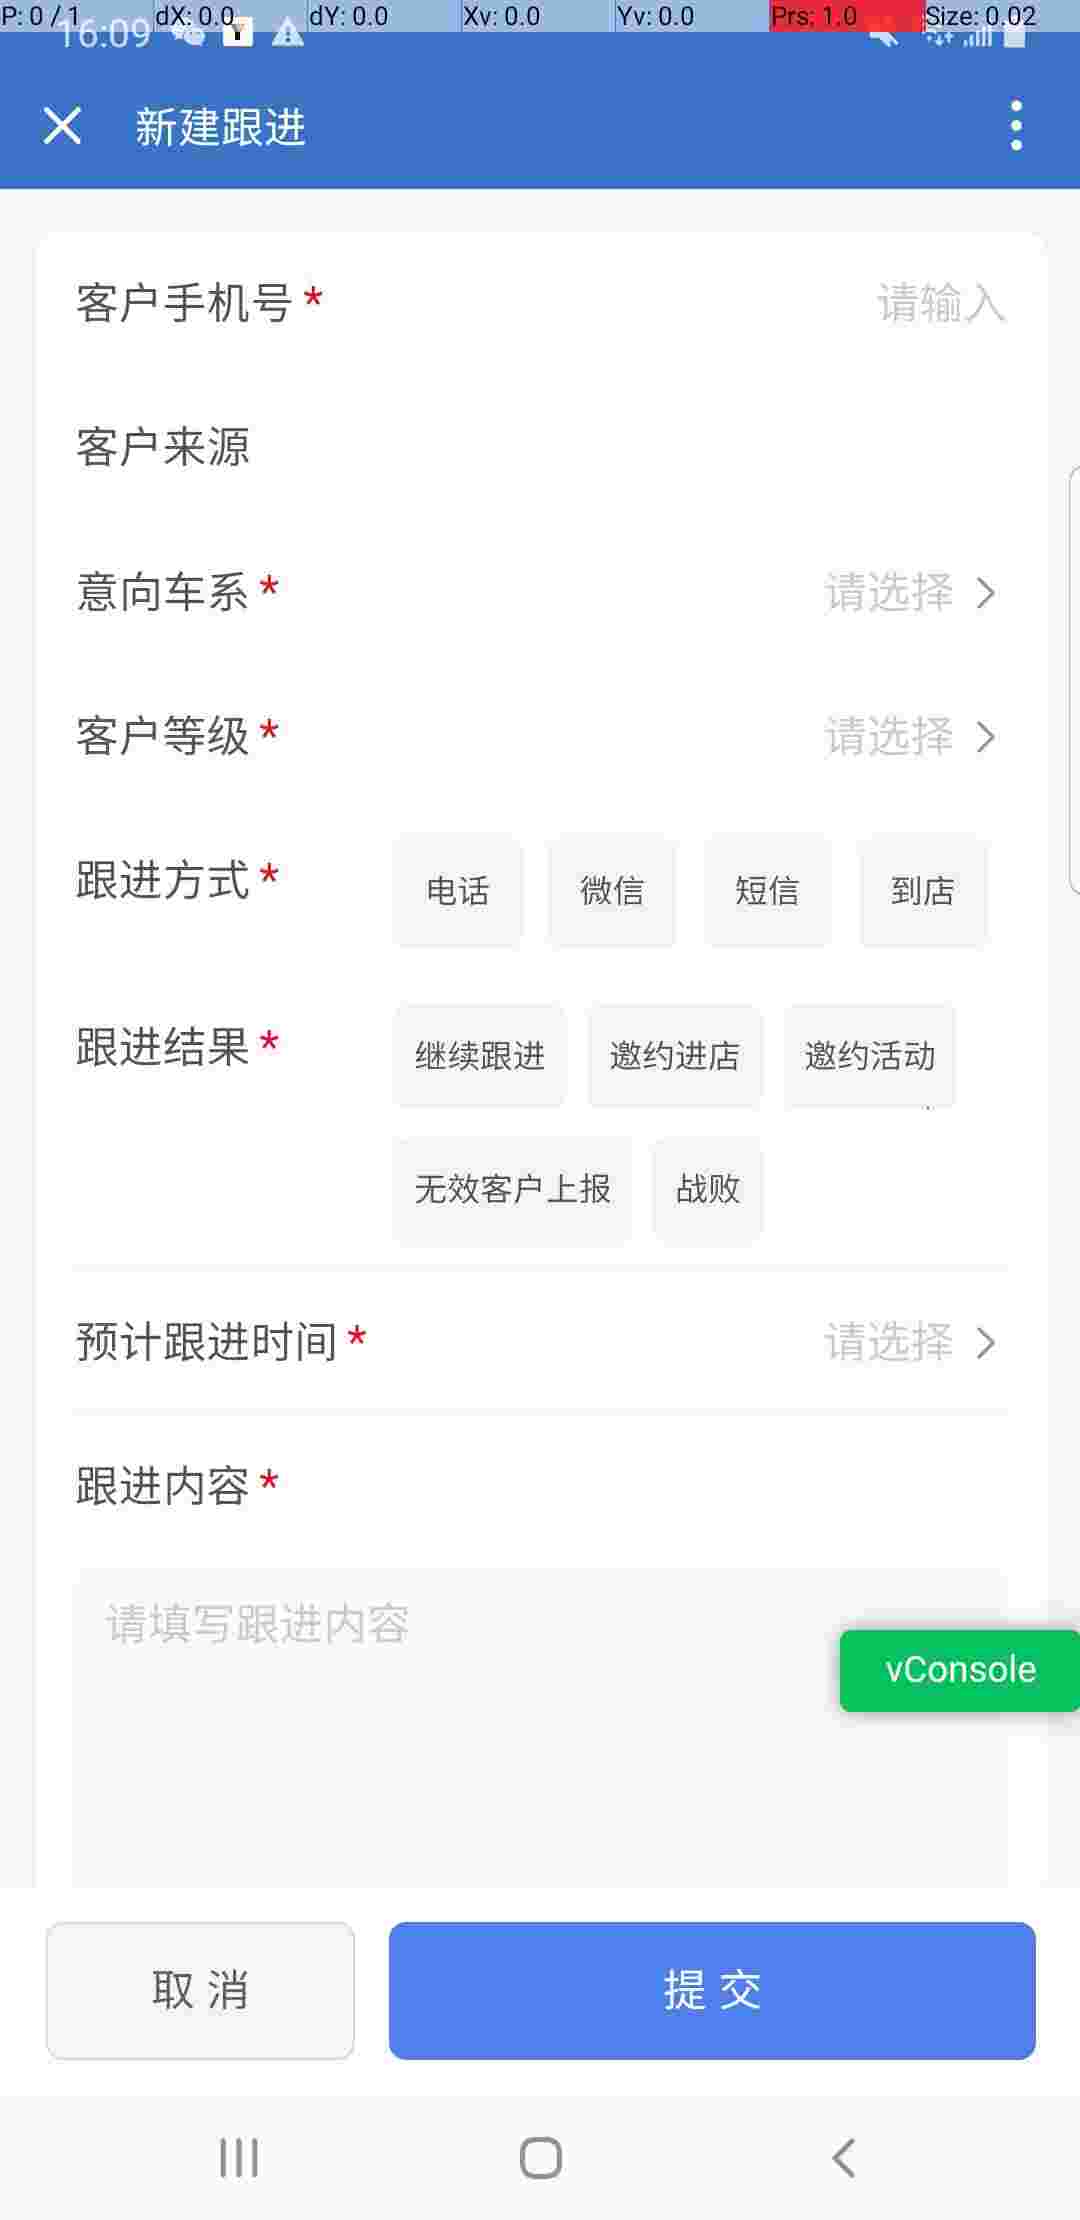 P: 0 / 1 dX: 0.0 dY: 0.0 Xv: 0.0 Yv: 0.0 Prs: 1.0 Size: 0.02
16:09
新建跟进
客户手机号 * 请输入
客户来源
意向车系 * 请选择
客户等级 * 请选择
跟进方式 * 电话 微信 短信 到店
跟进结果 * 继续跟进 邀约进店 邀约活动
无效客户上报 战败
预计跟进时间 * 请选择
跟进内容 *
请填写跟进内容
vConsole
取消 提交